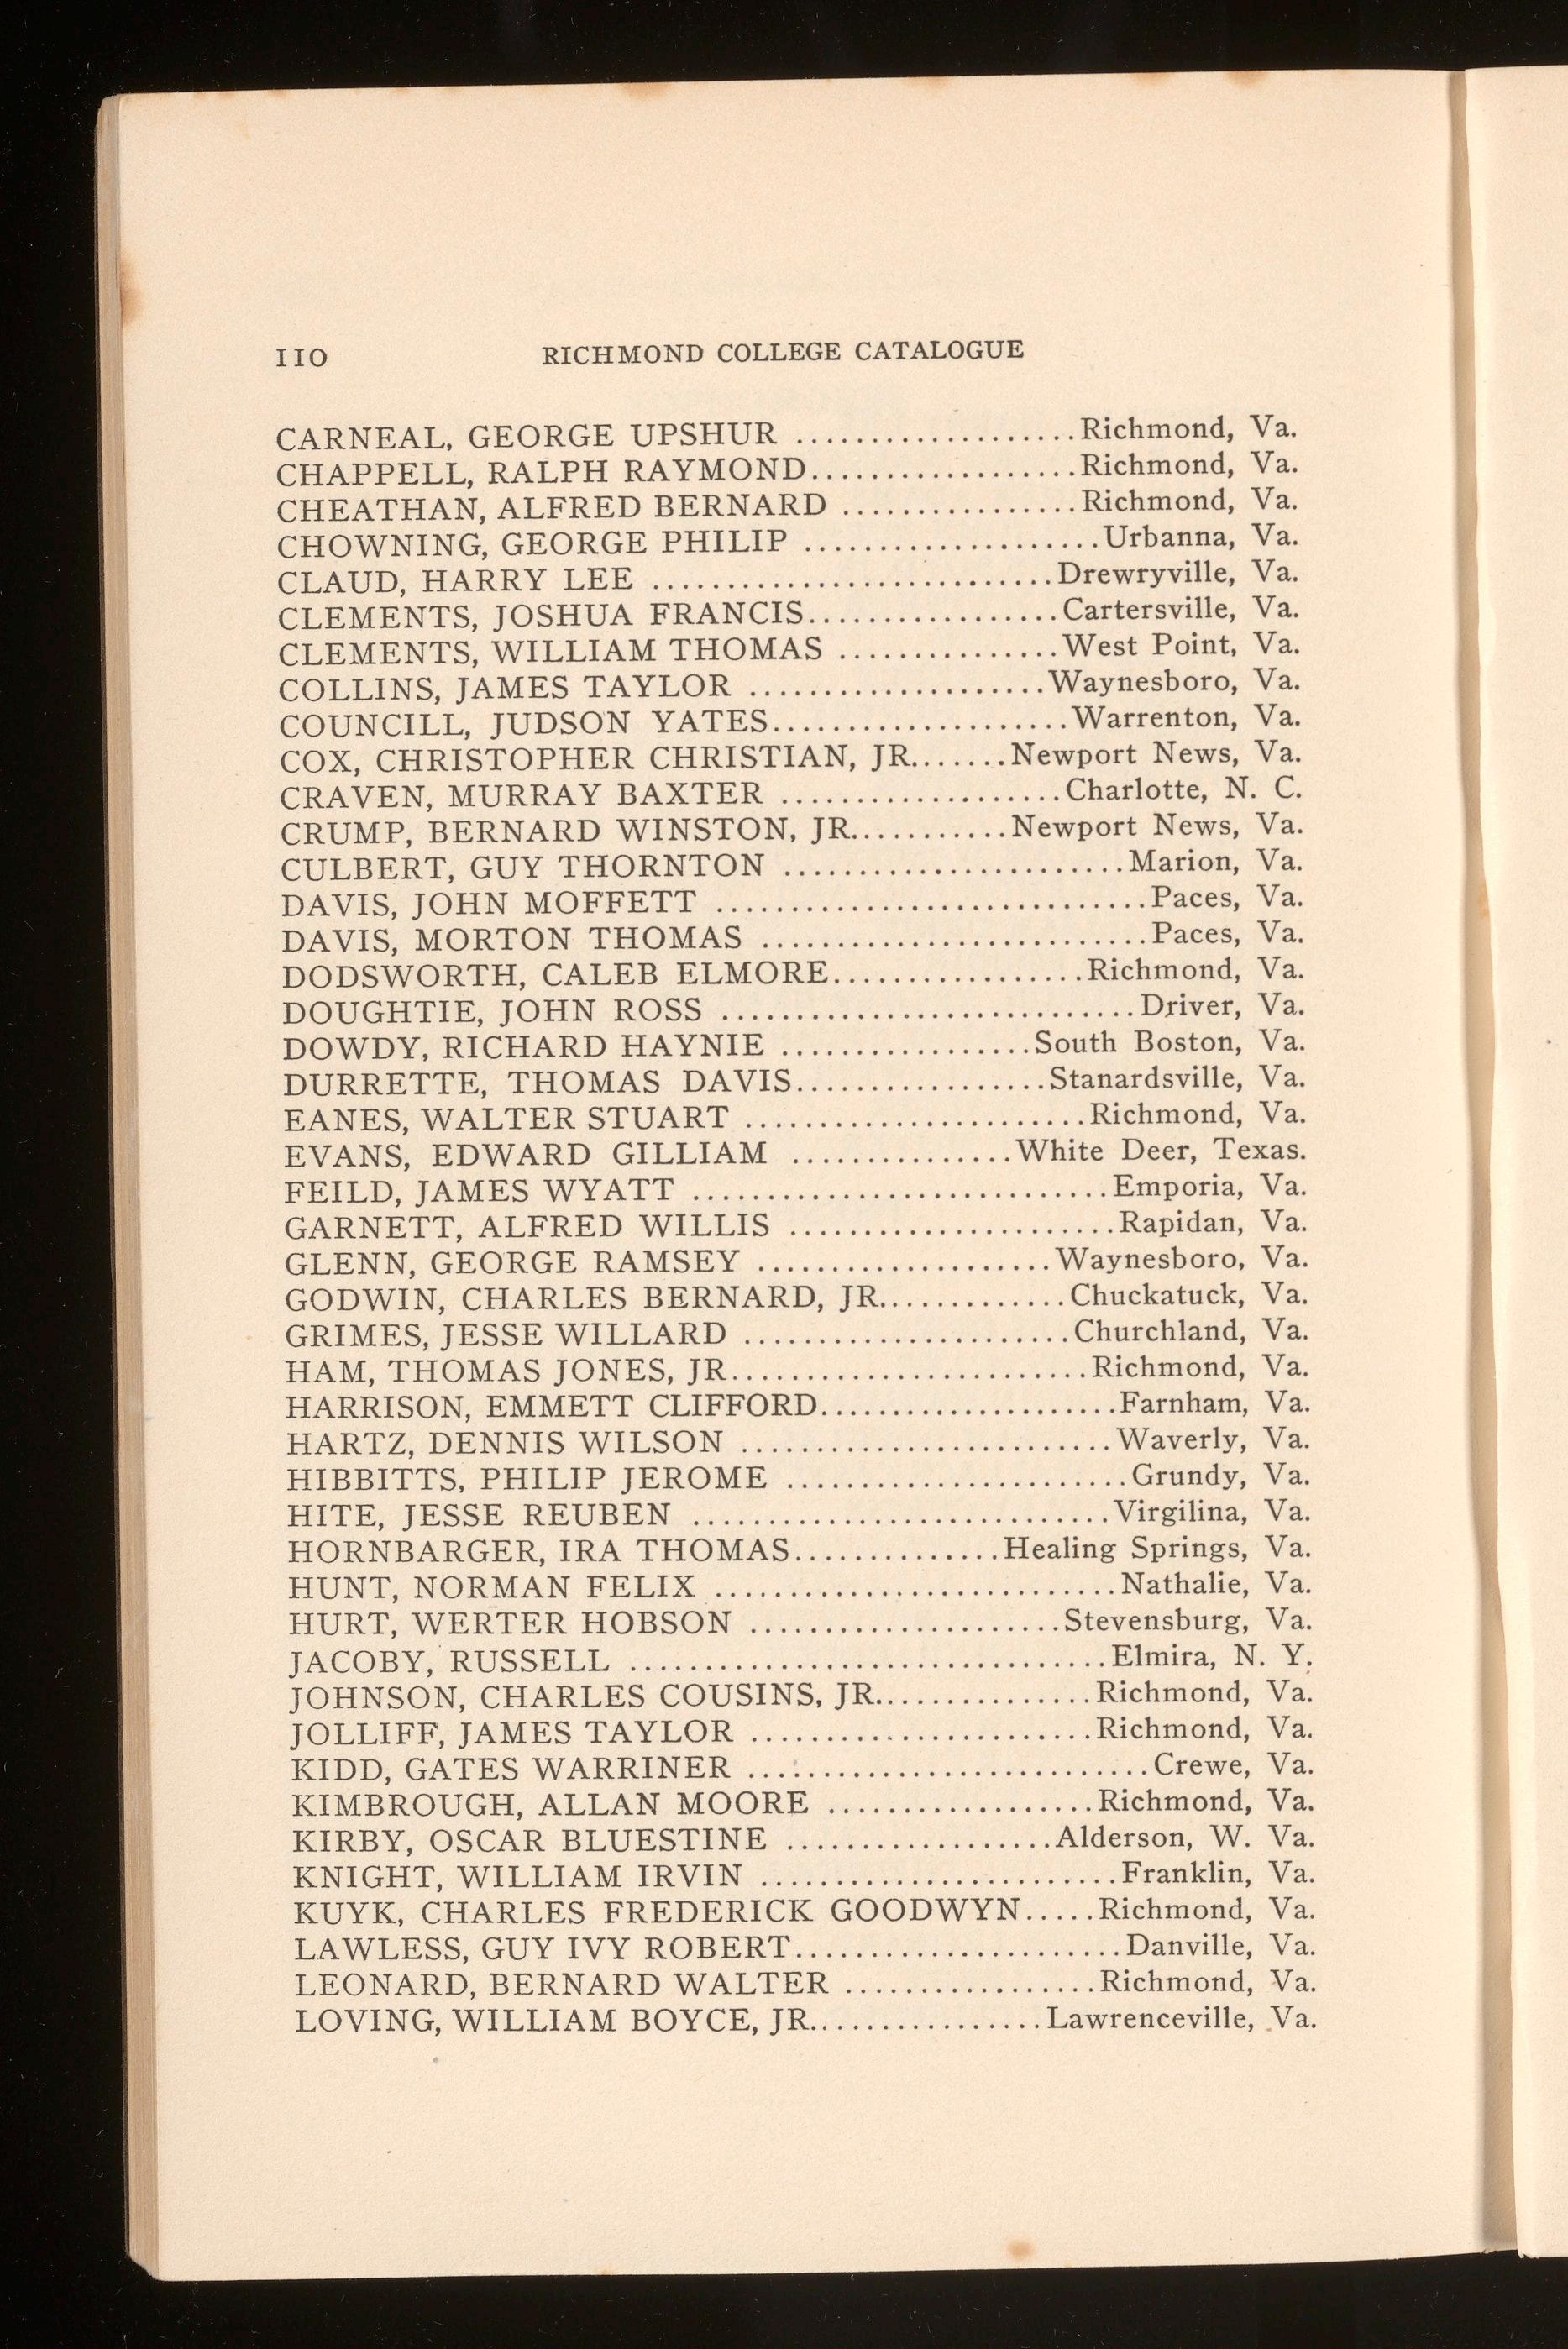 110 RICHMOND COLLEGE CATALOGUE
CARNEAL, GEORGE UPSHUR ...................Richmond, Va.
CHAPPELL, RALPH RAYMOND..................Richmond, Va.
CHEATHAN, ALFRED BERNARD ................Richmond, Va.
CHOWNING, GEORGE PHILIP ....................Urbanna, Va.
CLAUD, HARRY LEE ...........................Drewryville, Va.
CLEMENTS, JOSHUA FRANCIS.................Cartersville, Va.
CLEMENTS, WILLIAM THOMAS ...............West Point, Va.
COLLINS, JAMES TAYLOR ....................Waynesboro, Va.
COUNCILL, JUDSON YATES....................Warrenton, Va.
COX, CHRISTOPHER CHRISTIAN, JR.......Newport News, Va.
CRAVEN, MURRAY BAXTER ...................Charlotte, N. C.
CRUMP, BERNARD WINSTON, JR...........Newport News, Va.
CULBERT, GUY THORNTON .......................Marion, Va.
DAVIS, JOHN MOFFETT .............................Paces, Va.
DAVIS, MORTON THOMAS ..........................Paces, Va.
DODSWORTH, CALEB ELMORE.................Richmond, Va.
DOUGHTIE, JOHN ROSS ............................Driver, Va.
DOWDY, RICHARD HAYNIE .................South Boston, Va.
DURRETTE, THOMAS DAVIS.................Stanardsville, Va.
EANES, WALTER STUART .......................Richmond, Va.
EVANS, EDWARD GILLIAM ...............White Deer, Texas.
FEILD, JAMES WYATT ............................Emporia, Va.
GARNETT, ALFRED WILLIS ......................Rapidan, Va.
GLENN, GEORGE RAMSEY ....................Waynesboro, Va.
GODWIN, CHARLES BERNARD, JR.............Chuckatuck, Va.
GRIMES, JESSE WILLARD ......................Churchland, Va.
HAM, THOMAS JONES, JR........................Richmond, Va.
HARRISON, EMMETT CLIFFORD....................Farnham, Va.
HARTZ, DENNIS WILSON .........................Waverly, Va.
HIBBITTS, PHILIP JEROME .......................Grundy, Va.
HITE, JESSE REUBEN ............................Virgilina, Va.
HORNBARGER, IRA THOMAS..............Healing Springs, Va.
HUNT, NORMAN FELIX ...........................Nathalie, Va.
HURT, WERTER HOBSON .....................Stevensburg, Va.
JACOBY, RUSSELL ................................Elmira, N. Y.
JOHNSON, CHARLES COUSINS, JR...............Richmond, Va.
JOLLIFF, JAMES TAYLOR .......................Richmond, Va.
KIDD, GATES WARRINER ...........................Crewe, Va.
KIMBROUGH, ALLAN MOORE ..................Richmond, Va.
KIRBY, OSCAR BLUESTINE ..................Alderson, W. Va.
KNIGHT, WILLIAM IRVIN ........................Franklin, Va.
KUYK, CHARLES FREDERICK GOODWYN.....Richmond, Va.
LAWLESS, GUY IVY ROBERT......................Danville, Va.
LEONARD, BERNARD WALTER .................Richmond, Va.
LOVING, WILLIAM BOYCE, JR................Lawrenceville, Va.